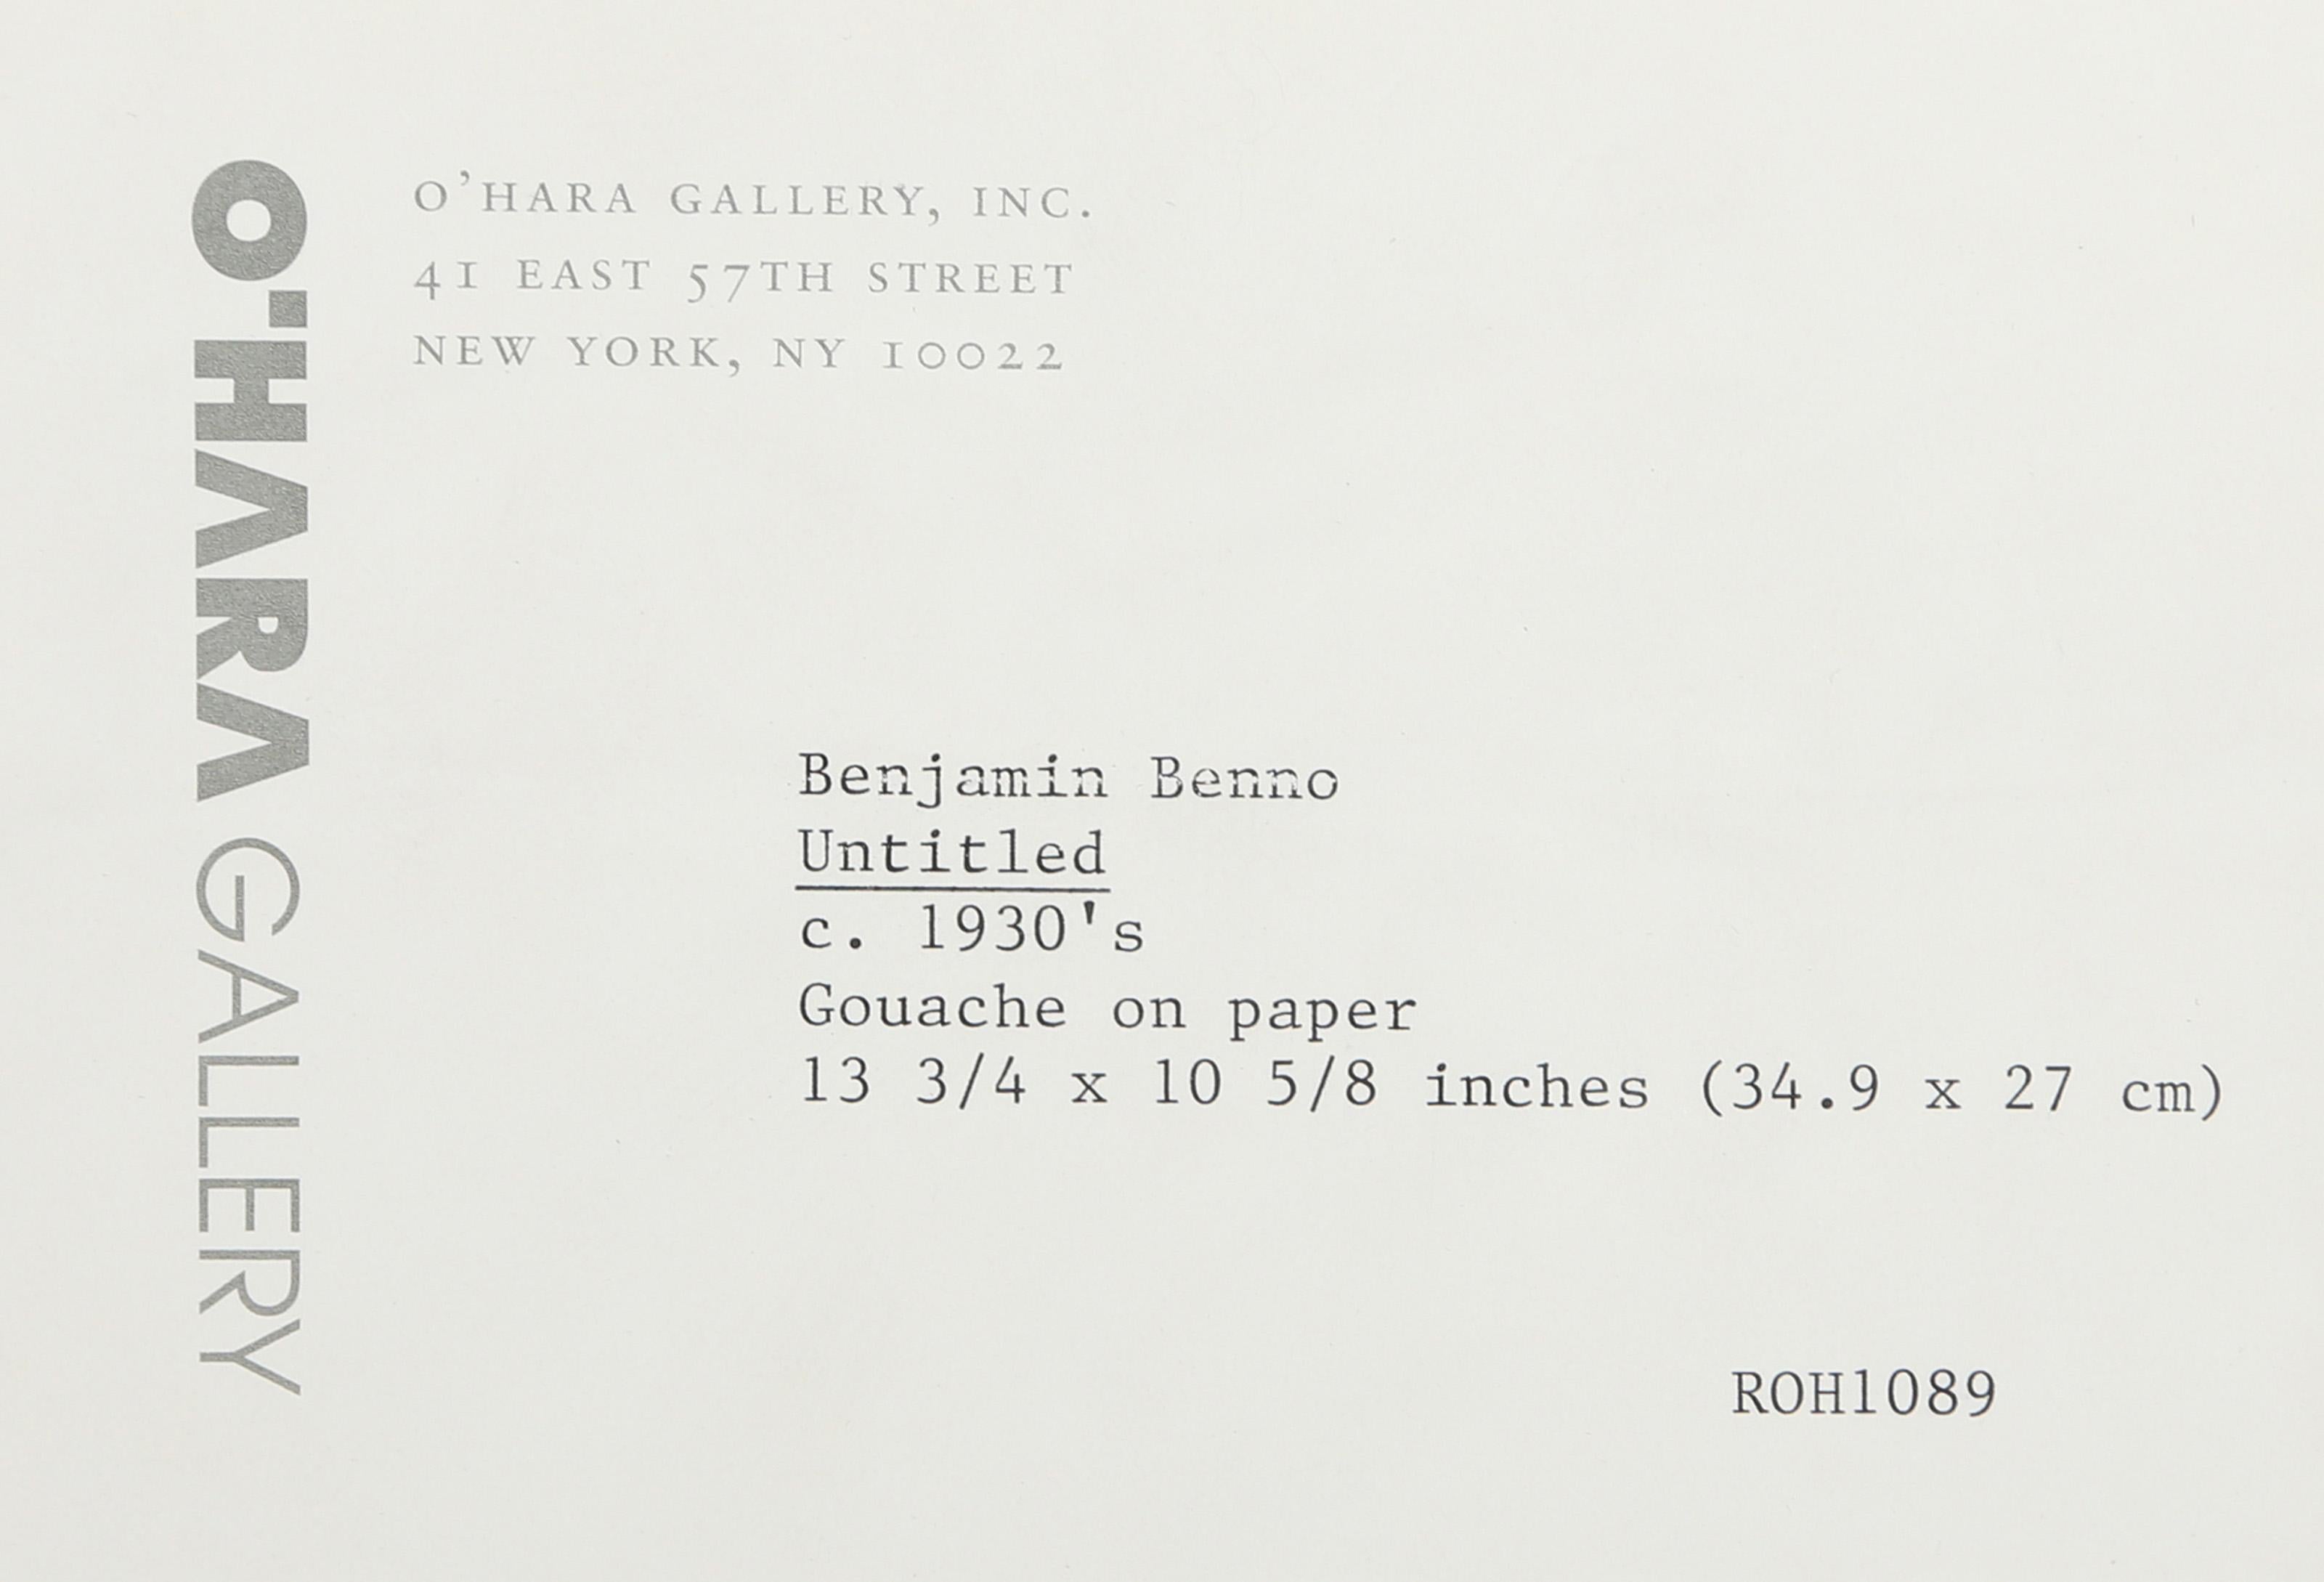 O'HARA GALLERY
O'HARA GALLERY, INC.
41 EAST 57TH STREET
NEW YORK, NY 10022
Benjamin Benno
Untitled
c. 1930's
Gouache on paper
13 3/4 x 10 5/8 inches (34.9 x 27 cm)
ROH1089